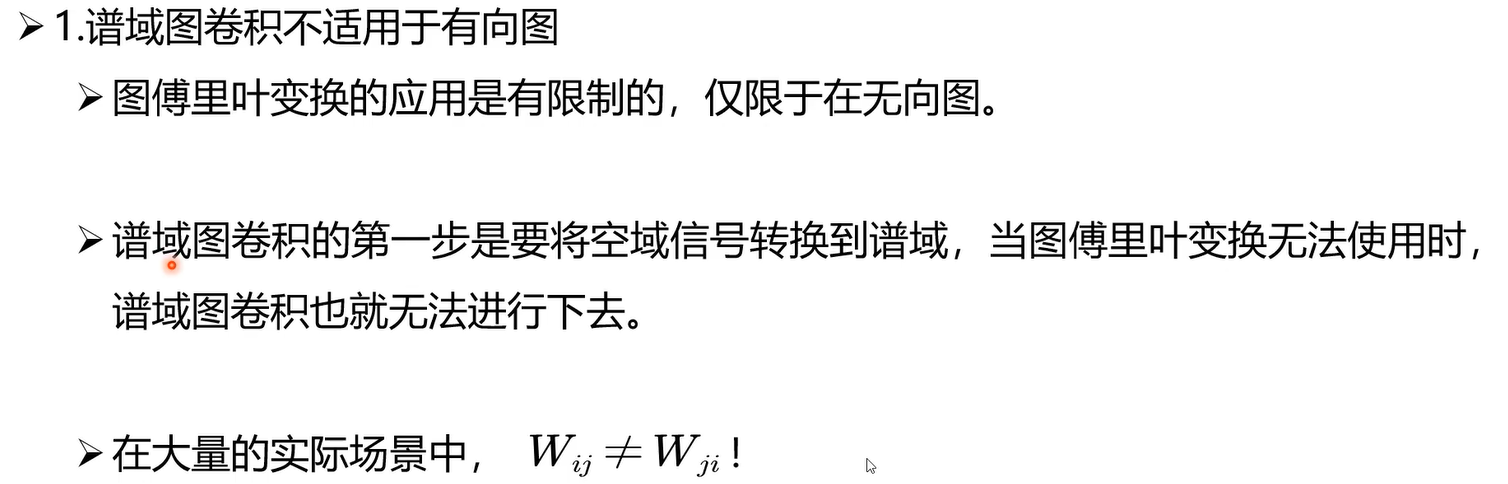 ➢ 1.谱域图卷积不适用于有向图
➢ 图傅里叶变换的应用是有限制的，仅限于在无向图。
➢ 谱域图卷积的第一步是要将空域信号转换到谱域，当图傅里叶变换无法使用时，
谱域图卷积也就无法进行下去。
➢ 在大量的实际场景中， W_{ij} ≠ W_{ji} !